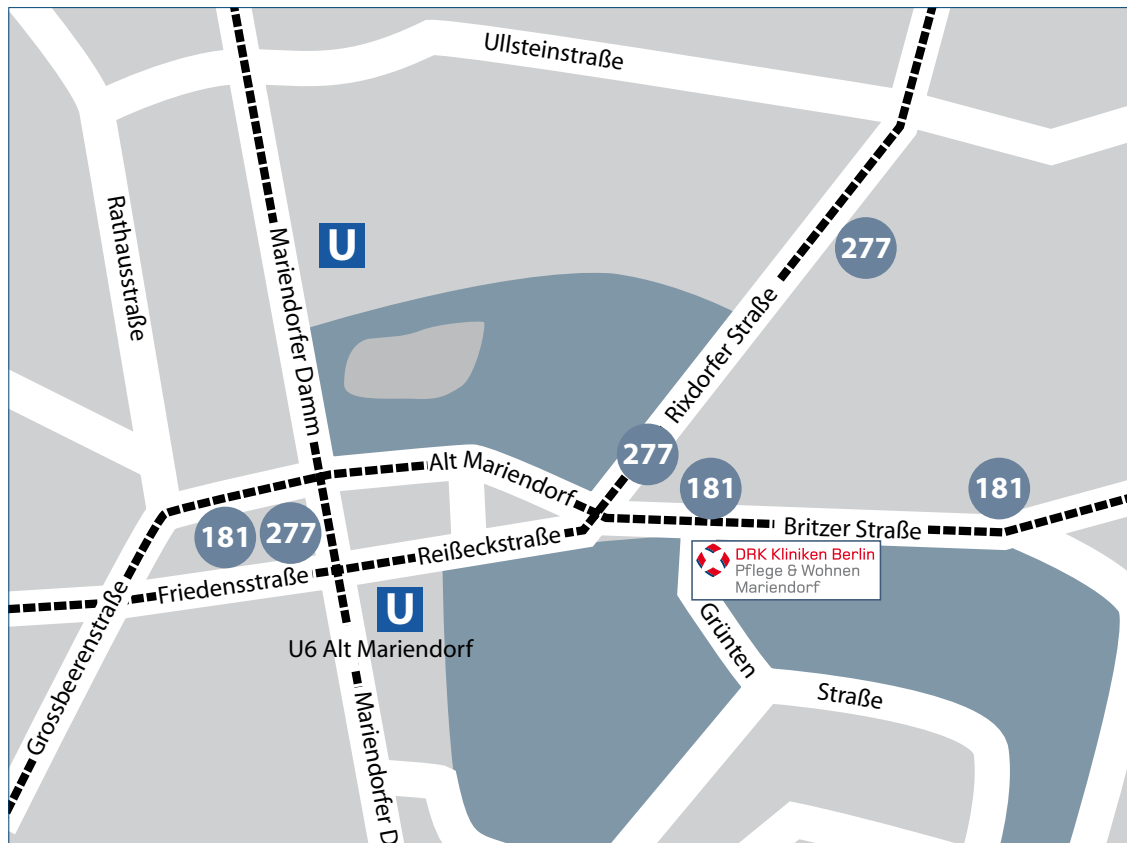 Ullsteinstraße
Rathausstraße
Mariendorfer Damm
U
277
Rixdorfer Straße
277
Alt Mariendorf
181
181
181
277
Britzer Straße
Reißeckstraße
Friedensstraße
DRK Kliniken Berlin
Pflege & Wohnen
Mariendorf
U
U6 Alt Mariendorf
Grossbeerenstraße
Grünten
Straße
Mariendorfer D